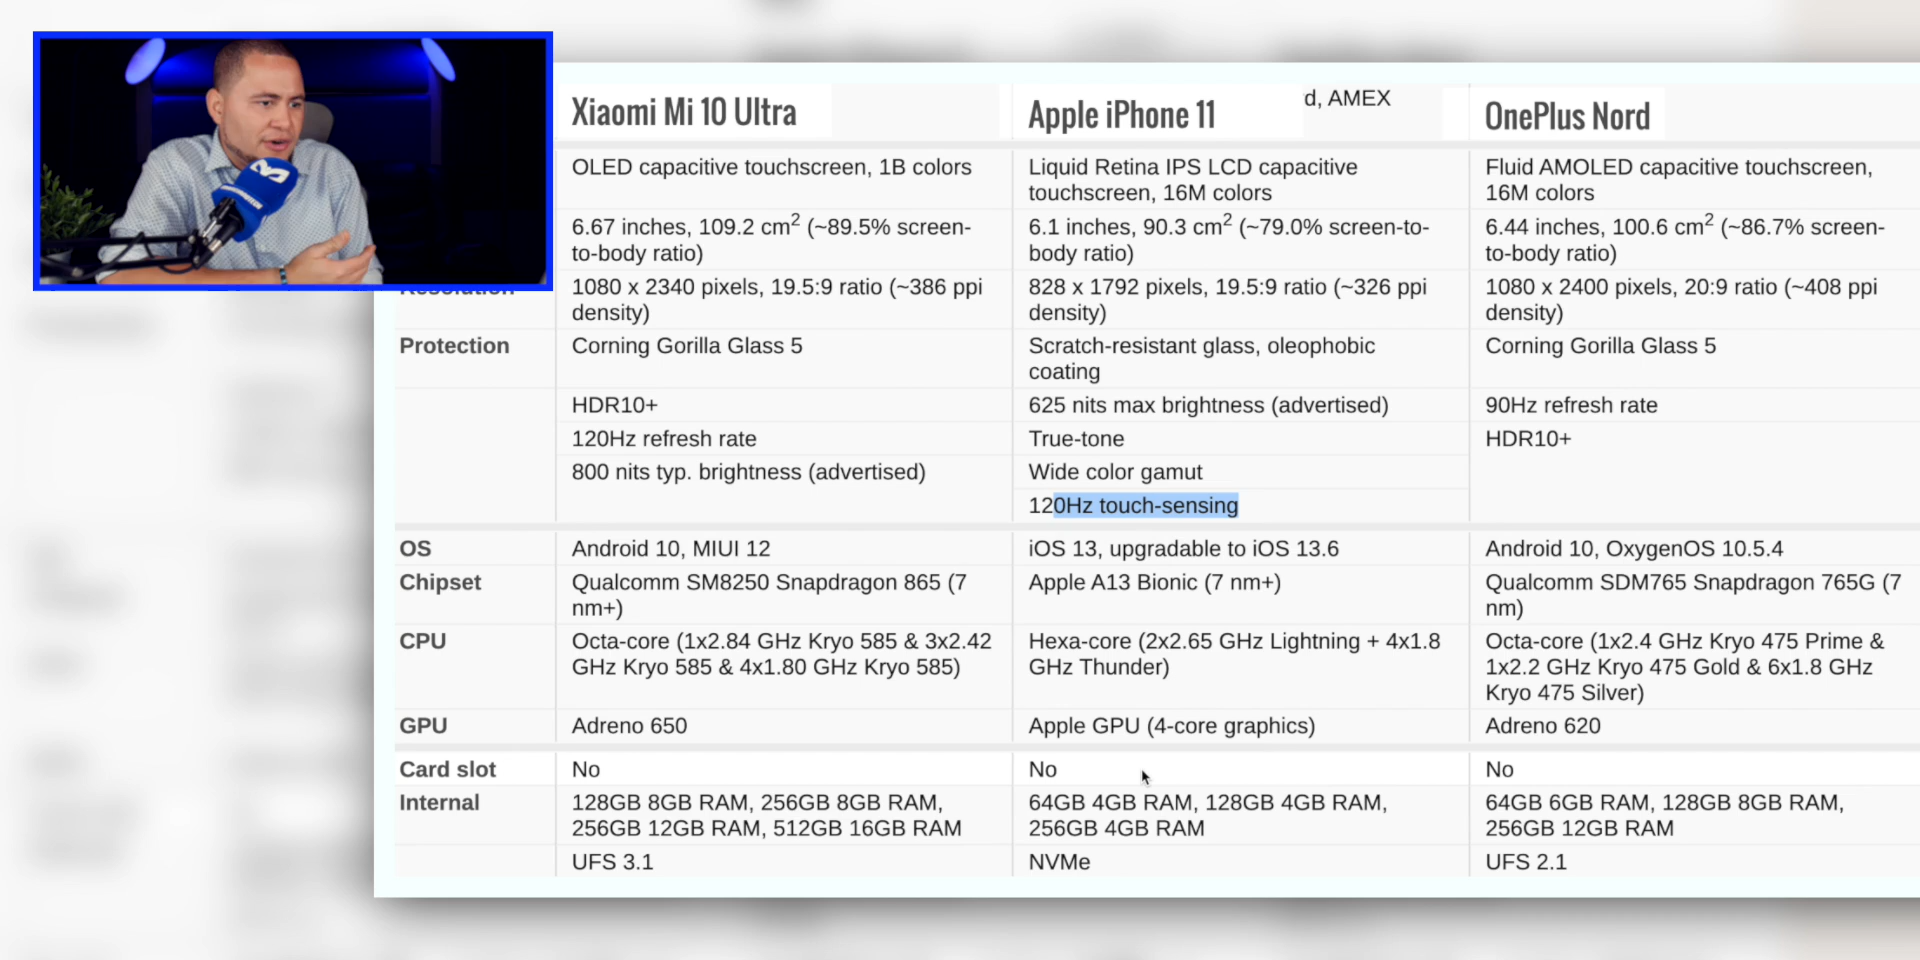 Xiaomi Mi 10 Ultra
Apple iPhone 11
d, AMEX
OnePlus Nord
OLED capacitive touchscreen, 1B colors
Liquid Retina IPS LCD capacitive
touchscreen, 16M colors
Fluid AMOLED capacitive touchscreen,
16M colors
6.67 inches, 109.2 cm² (~89.5% screen-
to-body ratio)
6.1 inches, 90.3 cm² (~79.0% screen-to-
body ratio)
6.44 inches, 100.6 cm² (~86.7% screen-
to-body ratio)
Resolution
1080 x 2340 pixels, 19.5:9 ratio (~386 ppi
density)
828 x 1792 pixels, 19.5:9 ratio (~326 ppi
density)
1080 x 2400 pixels, 20:9 ratio (~408 ppi
density)
Protection
Corning Gorilla Glass 5
Scratch-resistant glass, oleophobic
coating
Corning Gorilla Glass 5
HDR10+
120Hz refresh rate
800 nits typ. brightness (advertised)
625 nits max brightness (advertised)
True-tone
Wide color gamut
120Hz touch-sensing
90Hz refresh rate
HDR10+
OS
Android 10, MIUI 12
iOS 13, upgradable to iOS 13.6
Android 10, OxygenOS 10.5.4
Chipset
Qualcomm SM8250 Snapdragon 865 (7
nm+)
Apple A13 Bionic (7 nm+)
Qualcomm SDM765 Snapdragon 765G (7
nm)
CPU
Octa-core (1x2.84 GHz Kryo 585 & 3x2.42
GHz Kryo 585 & 4x1.80 GHz Kryo 585)
Hexa-core (2x2.65 GHz Lightning + 4x1.8
GHz Thunder)
Octa-core (1x2.4 GHz Kryo 475 Prime &
1x2.2 GHz Kryo 475 Gold & 6x1.8 GHz
Kryo 475 Silver)
GPU
Adreno 650
Apple GPU (4-core graphics)
Adreno 620
Card slot
No
No
No
Internal
128GB 8GB RAM, 256GB 8GB RAM,
256GB 12GB RAM, 512GB 16GB RAM
64GB 4GB RAM, 128GB 4GB RAM,
256GB 4GB RAM
64GB 6GB RAM, 128GB 8GB RAM,
256GB 12GB RAM
UFS 3.1
NVMe
UFS 2.1